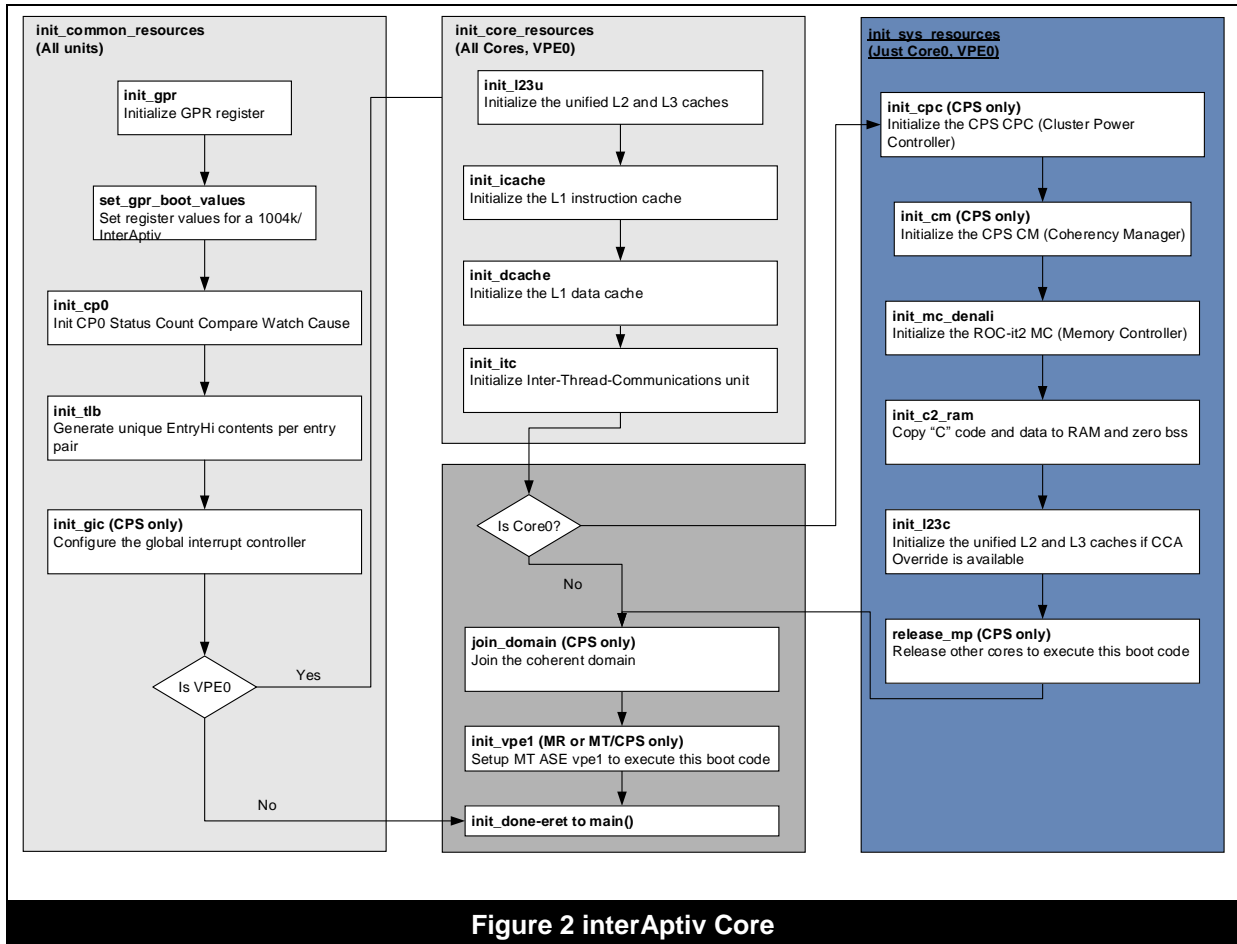 init_common_resources
(All units)
init_gpr
Initialize GPR register
set_gpr_boot_values
Set register values for a 1004k/
InterAptiv
init_cp0
Init CP0 Status Count Compare Watch Cause
init_tlb
Generate unique EntryHi contents per entry
pair
init_gic (CPS only)
Configure the global interrupt controller
Is VPE0
Yes
No
init_core_resources
(All Cores, VPE0)
init_l23u
Initialize the unified L2 and L3 caches
init_icache
Initialize the L1 instruction cache
init_dcache
Initialize the L1 data cache
init_itc
Initialize Inter-Thread-Communications unit
Is Core0?
No
join_domain (CPS only)
Join the coherent domain
init_vpe1 (MR or MT/CPS only)
Setup MT ASE vpe1 to execute this boot code
init_done-eret to main()
init_sys_resources
(Just Core0, VPE0)
init_cpc (CPS only)
Initialize the CPS CPC (Cluster Power
Controller)
init_cm (CPS only)
Initialize the CPS CM (Coherency Manager)
init_mc_denali
Initialize the ROC-it2 MC (Memory Controller)
init_c2_ram
Copy “C” code and data to RAM and zero bss
init_l23c
Initialize the unified L2 and L3 caches if CCA
Override is available
release_mp (CPS only)
Release other cores to execute this boot code
Figure 2 interAptiv Core